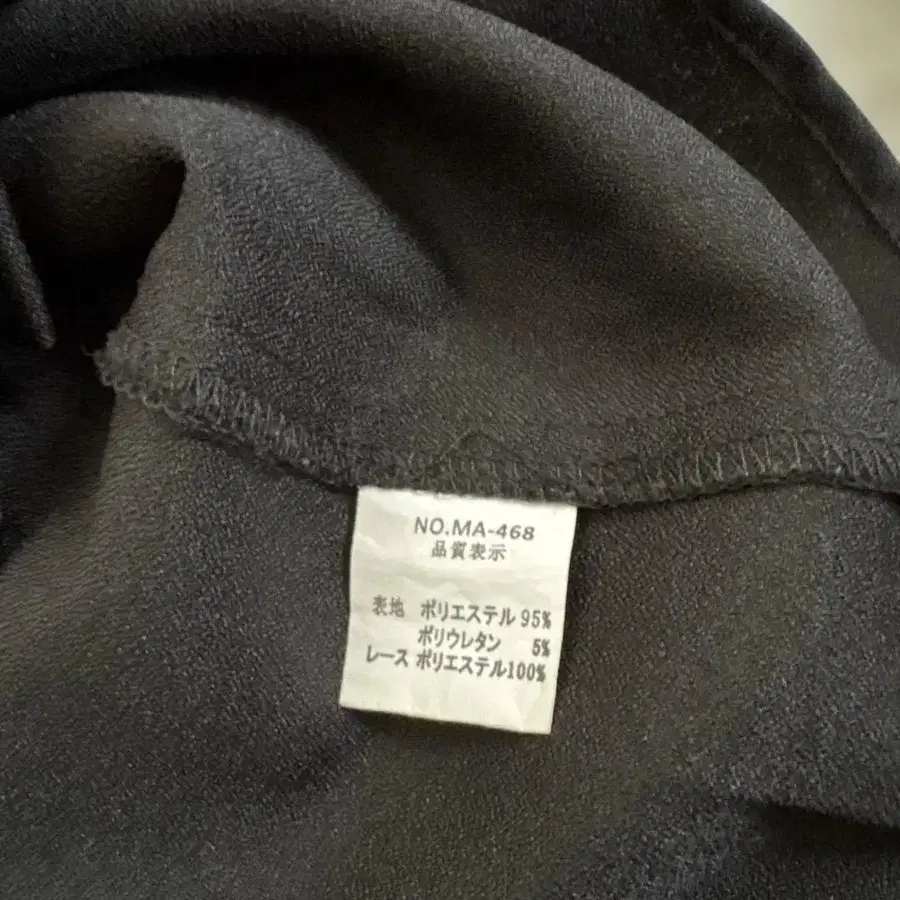 NO.MA-468
品質表示
表地 ポリエステル 95%
ポリウレタン 5%
レース ポリエステル100%